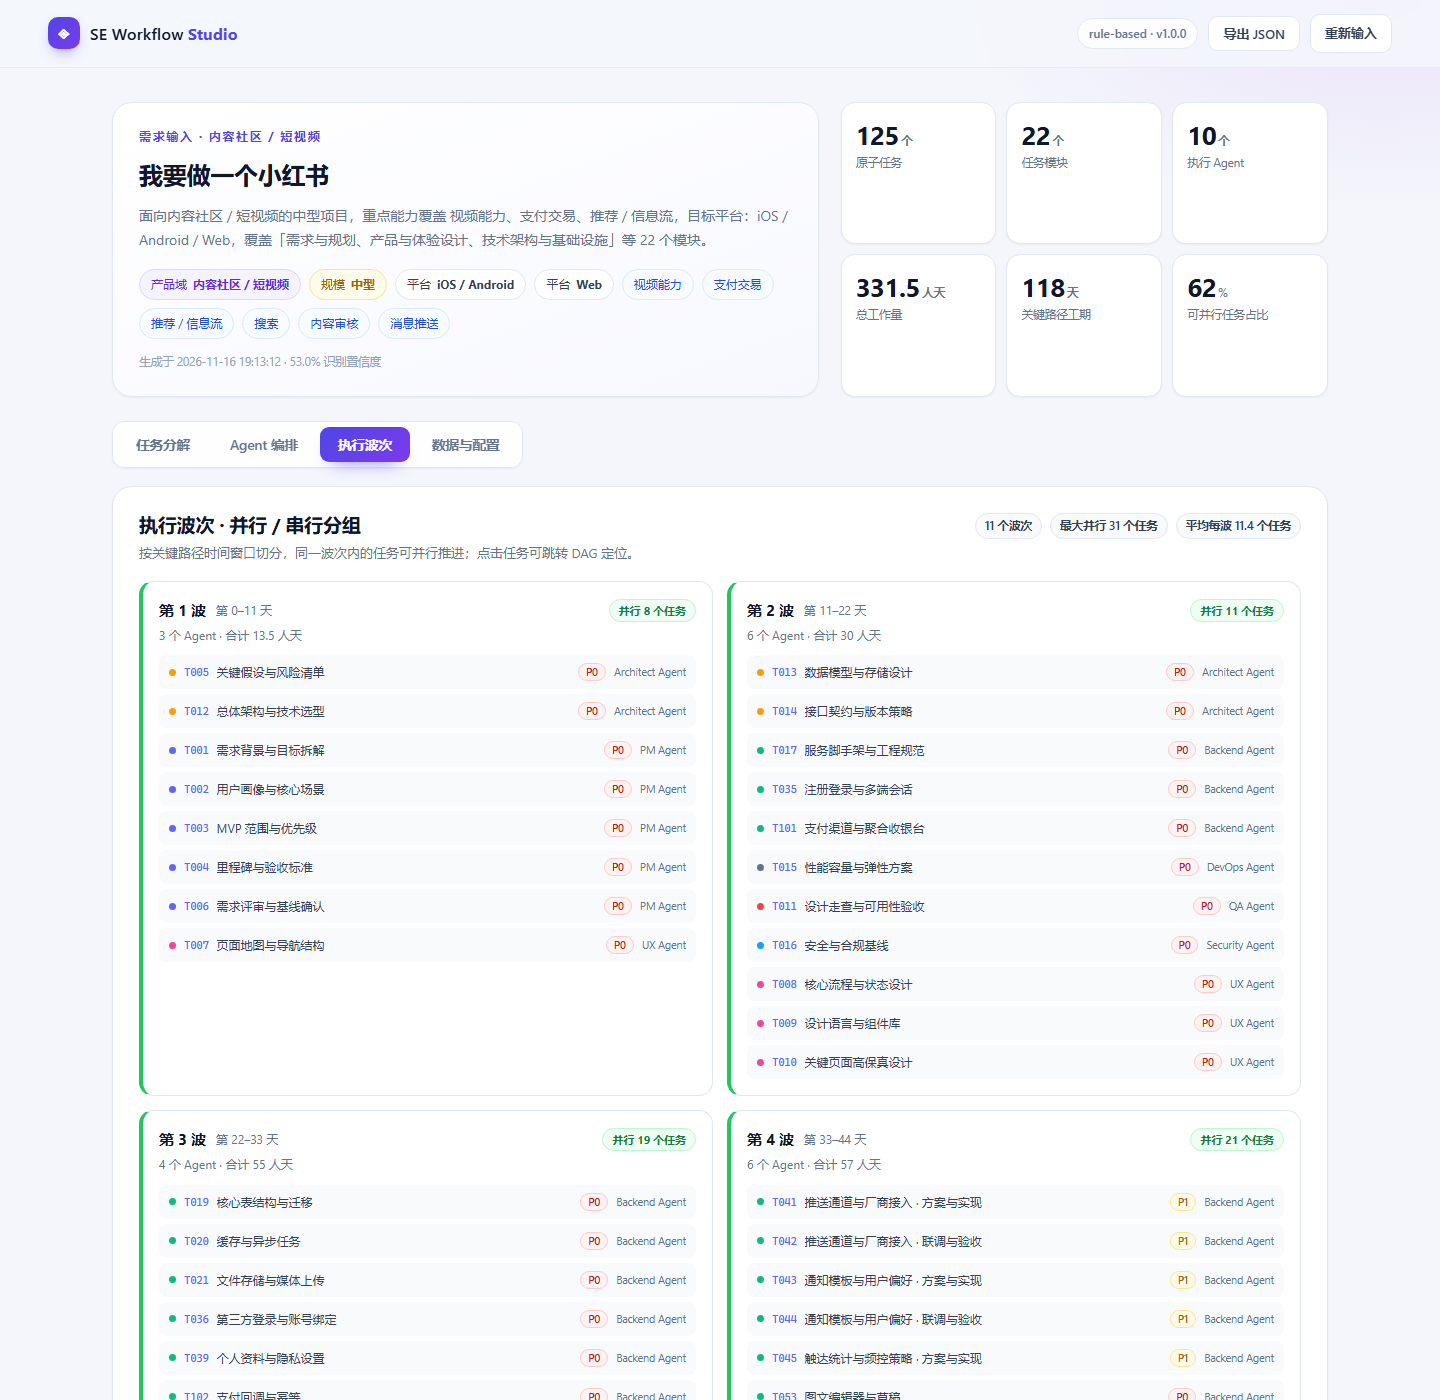 SE Workflow Studio
rule-based · v1.0.0
导出 JSON
重新输入
需求输入 · 内容社区 / 短视频
我要做一个小红书
面向内容社区 / 短视频的中型项目，重点能力覆盖 视频能力、支付交易、推荐 / 信息流，目标平台：iOS /
Android / Web，覆盖「需求与规划、产品与体验设计、技术架构与基础设施」等 22 个模块。
产品域 内容社区 / 短视频
规模 中型
平台 iOS / Android
平台 Web
视频能力
支付交易
推荐 / 信息流
搜索
内容审核
消息推送
生成于 2026-11-16 19:13:12 · 53.0% 识别置信度
125个
原子任务
22个
任务模块
10个
执行 Agent
331.5人天
总工作量
118天
关键路径工期
62%
可并行任务占比
任务分解
Agent 编排
执行波次
数据与配置
执行波次 · 并行 / 串行分组
按关键路径时间窗口切分，同一波次内的任务可并行推进；点击任务可跳转 DAG 定位。
11 个波次
最大并行 31 个任务
平均每波 11.4 个任务
第 1 波 第 0–11 天
并行 8 个任务
3 个 Agent · 合计 13.5 人天
T005 关键假设与风险清单 P0 Architect Agent
T012 总体架构与技术选型 P0 Architect Agent
T001 需求背景与目标拆解 P0 PM Agent
T002 用户画像与核心场景 P0 PM Agent
T003 MVP 范围与优先级 P0 PM Agent
T004 里程碑与验收标准 P0 PM Agent
T006 需求评审与基线确认 P0 PM Agent
T007 页面地图与导航结构 P0 UX Agent
第 2 波 第 11–22 天
并行 11 个任务
6 个 Agent · 合计 30 人天
T013 数据模型与存储设计 P0 Architect Agent
T014 接口契约与版本策略 P0 Architect Agent
T017 服务脚手架与工程规范 P0 Backend Agent
T035 注册登录与多端会话 P0 Backend Agent
T101 支付渠道与聚合收银台 P0 Backend Agent
T015 性能容量与弹性方案 P0 DevOps Agent
T011 设计走查与可用性验收 P0 QA Agent
T016 安全与合规基线 P0 Security Agent
T008 核心流程与状态设计 P0 UX Agent
T009 设计语言与组件库 P0 UX Agent
T010 关键页面高保真设计 P0 UX Agent
第 3 波 第 22–33 天
并行 19 个任务
4 个 Agent · 合计 55 人天
T019 核心表结构与迁移 P0 Backend Agent
T020 缓存与异步任务 P0 Backend Agent
T021 文件存储与媒体上传 P0 Backend Agent
T036 第三方登录与账号绑定 P0 Backend Agent
T039 个人资料与隐私设置 P0 Backend Agent
T102 支付回调与幂等 P0 Backend Agent
第 4 波 第 33–44 天
并行 21 个任务
6 个 Agent · 合计 57 人天
T041 推送通道与厂商接入 · 方案与实现 P1 Backend Agent
T042 推送通道与厂商接入 · 联调与验收 P1 Backend Agent
T043 通知模板与用户偏好 · 方案与实现 P1 Backend Agent
T044 通知模板与用户偏好 · 联调与验收 P1 Backend Agent
T045 触达统计与频控策略 · 方案与实现 P1 Backend Agent
T053 图文编辑器与草稿 P0 Backend Agent